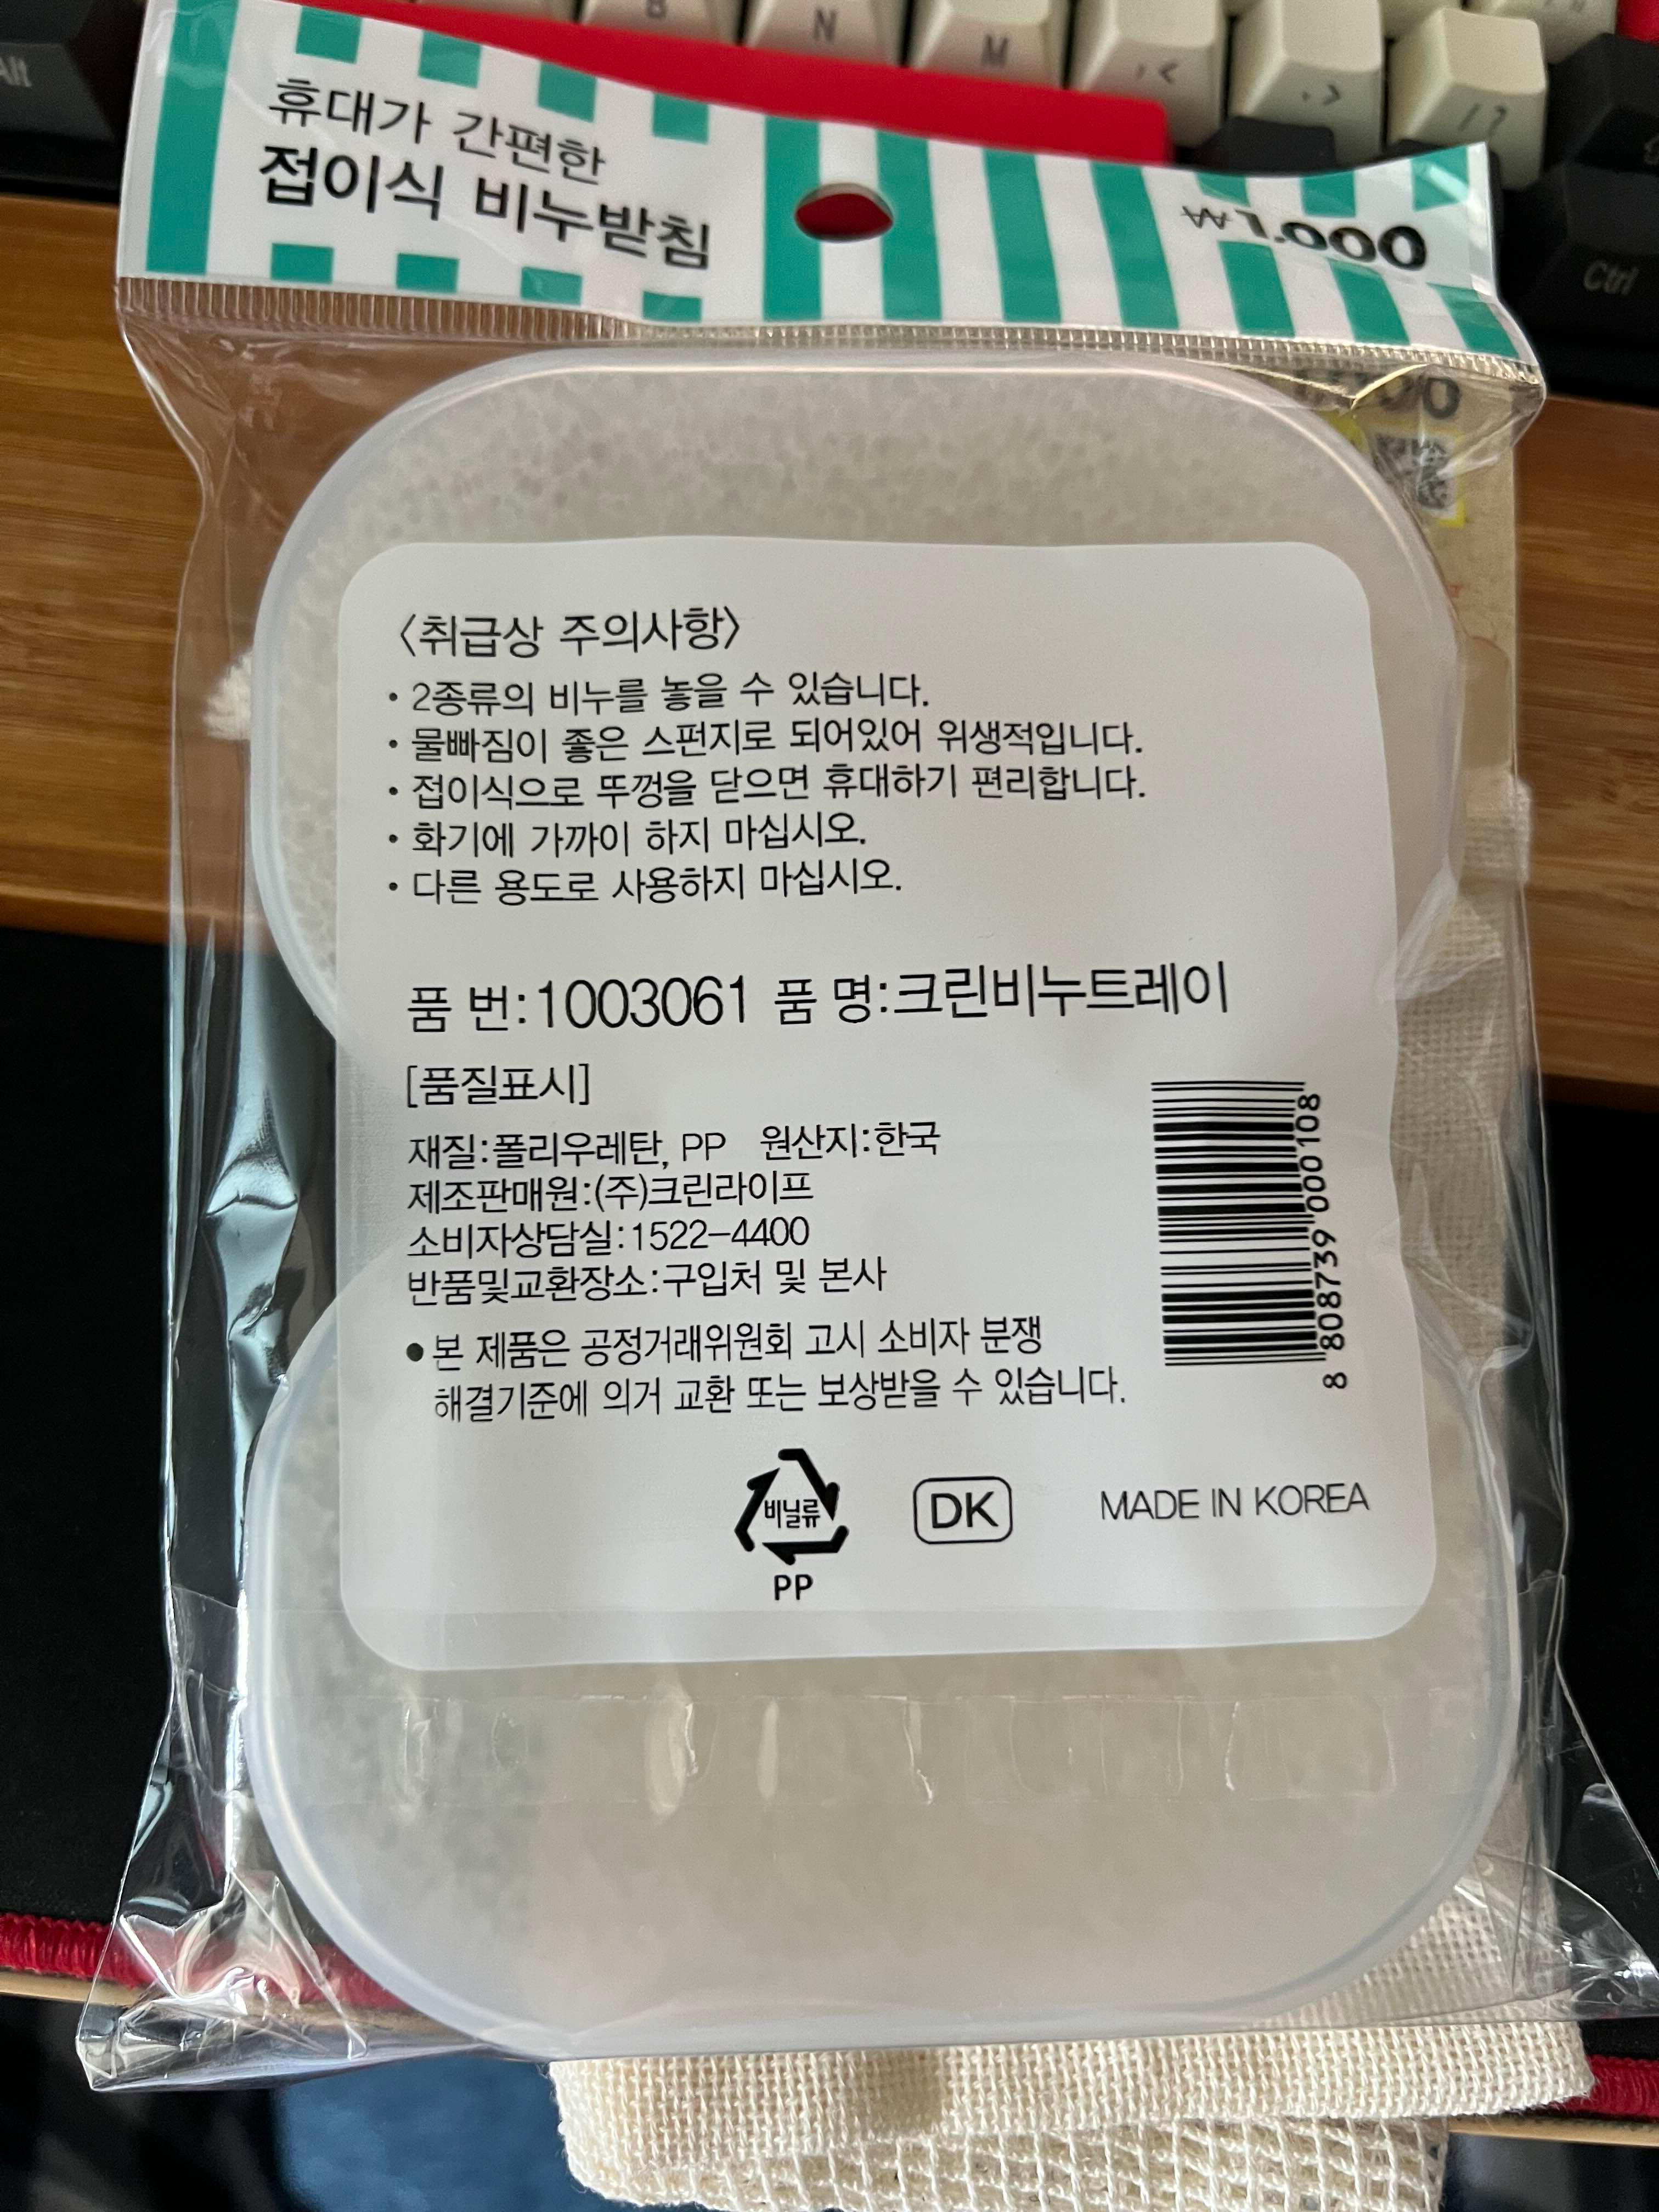 Alt
B
N
M
, <
. >
/ ?
Ctrl
휴대가 간편한
접이식 비누받침
₩1,000
<취급상 주의사항>
• 2종류의 비누를 놓을 수 있습니다.
• 물빠짐이 좋은 스펀지로 되어있어 위생적입니다.
• 접이식으로 뚜껑을 닫으면 휴대하기 편리합니다.
• 화기에 가까이 하지 마십시오.
• 다른 용도로 사용하지 마십시오.
품 번:1003061 품 명:크린비누트레이
[품질표시]
재질:폴리우레탄, PP 원산지:한국
제조판매원:(주)크린라이프
소비자상담실:1522-4400
반품및교환장소:구입처 및 본사
● 본 제품은 공정거래위원회 고시 소비자 분쟁
해결기준에 의거 교환 또는 보상받을 수 있습니다.
8 808739 000108
비닐류
PP
DK
MADE IN KOREA